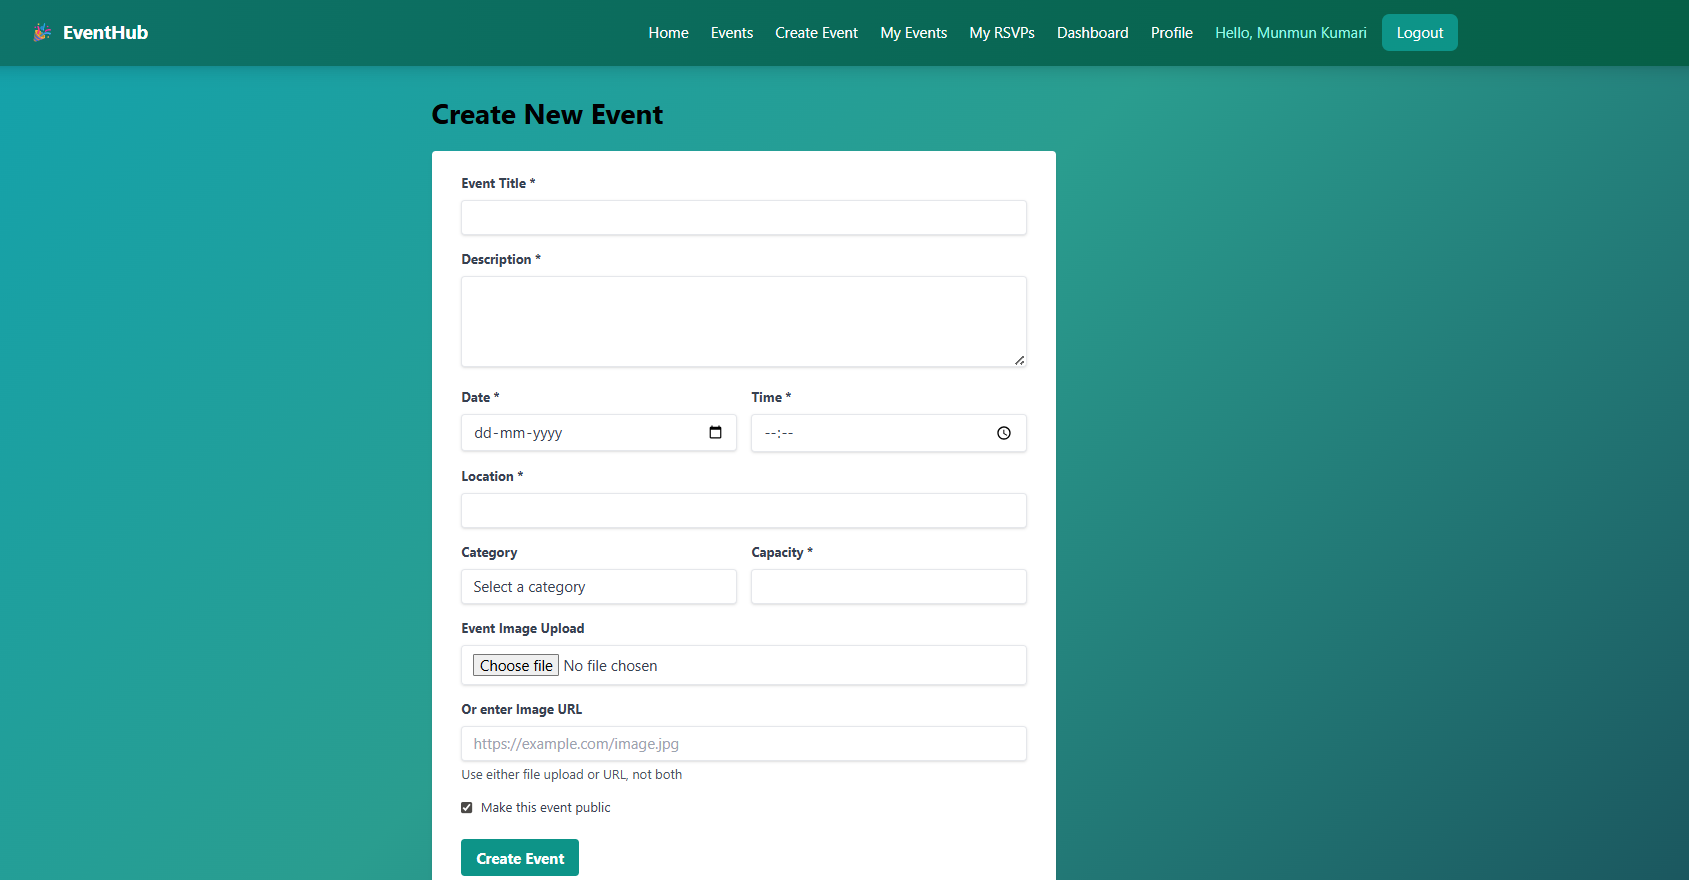 EventHub
Home Events Create Event My Events My RSVPs Dashboard Profile Hello, Munmun Kumari Logout
Create New Event
Event Title *
Description *
Date * Time *
dd-mm-yyyy --:--
Location *
Category Capacity *
Select a category
Event Image Upload
Choose file No file chosen
Or enter Image URL
https://example.com/image.jpg
Use either file upload or URL, not both
Make this event public
Create Event